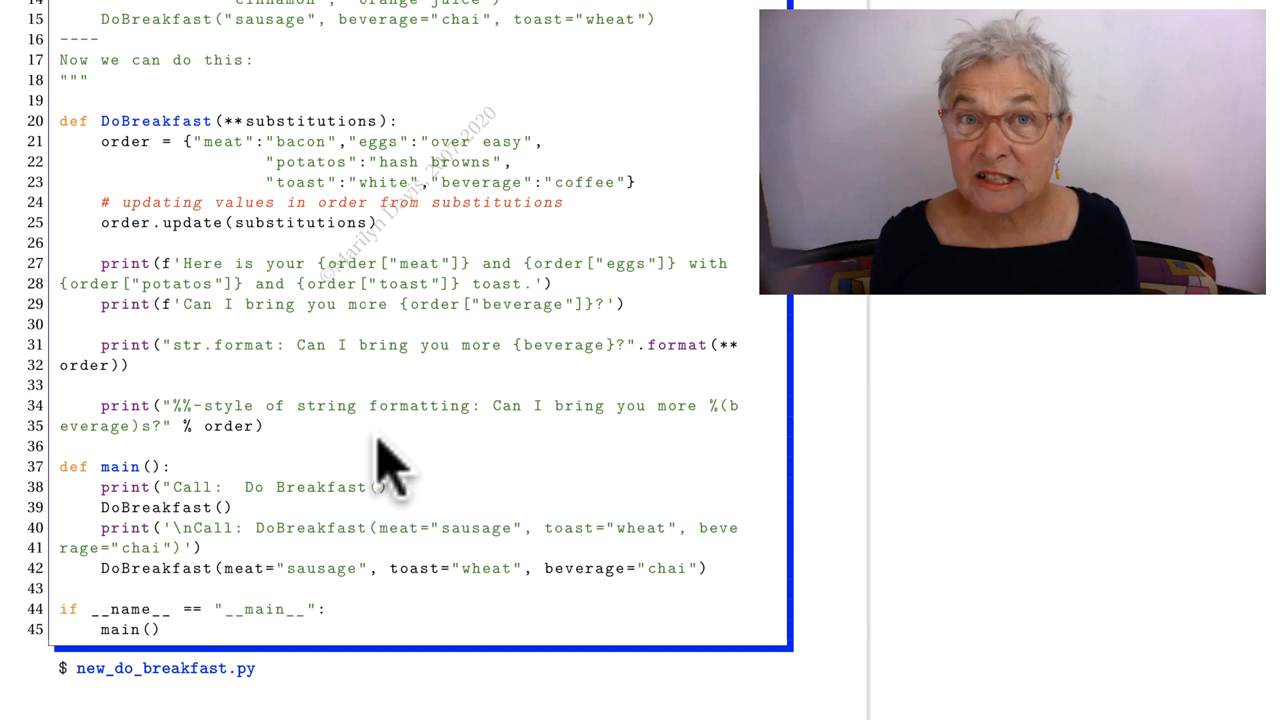 14 "cinnamon", "orange juice")
15 DoBreakfast("sausage", beverage="chai", toast="wheat")
16 ----
17 Now we can do this:
18 """
19
20 def DoBreakfast(**substitutions):
21 order = {"meat":"bacon","eggs":"over easy",
22 "potatos":"hash browns",
23 "toast":"white","beverage":"coffee"}
24 # updating values in order from substitutions
25 order.update(substitutions)
26
27 print(f'Here is your {order["meat"]} and {order["eggs"]} with
28 {order["potatos"]} and {order["toast"]} toast.')
29 print(f'Can I bring you more {order["beverage"]}?')
30
31 print("str.format: Can I bring you more {beverage}?".format(**
32 order))
33
34 print("%%-style of string formatting: Can I bring you more %(b
35 everage)s?" % order)
36
37 def main():
38 print("Call:  Do Breakfast()
39 DoBreakfast()
40 print('\nCall: DoBreakfast(meat="sausage", toast="wheat", beve
41 rage="chai")')
42 DoBreakfast(meat="sausage", toast="wheat", beverage="chai")
43
44 if __name__ == "__main__":
45 main()
$ new_do_breakfast.py
©Marilyn Davis, 2007-2020